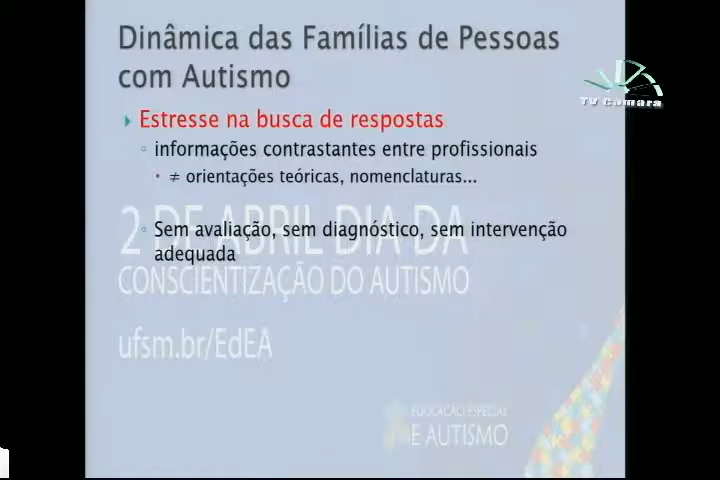 Dinâmica das Famílias de Pessoas
com Autismo
TV Camara
Estresse na busca de respostas
informações contrastantes entre profissionais
≠ orientações teóricas, nomenclaturas...
Sem avaliação, sem diagnóstico, sem intervenção
adequada
2 DE ABRIL DIA DA
CONSCIENTIZAÇÃO DO AUTISMO
ufsm.br/EdEA
EDUCAÇÃO ESPECIAL
E AUTISMO